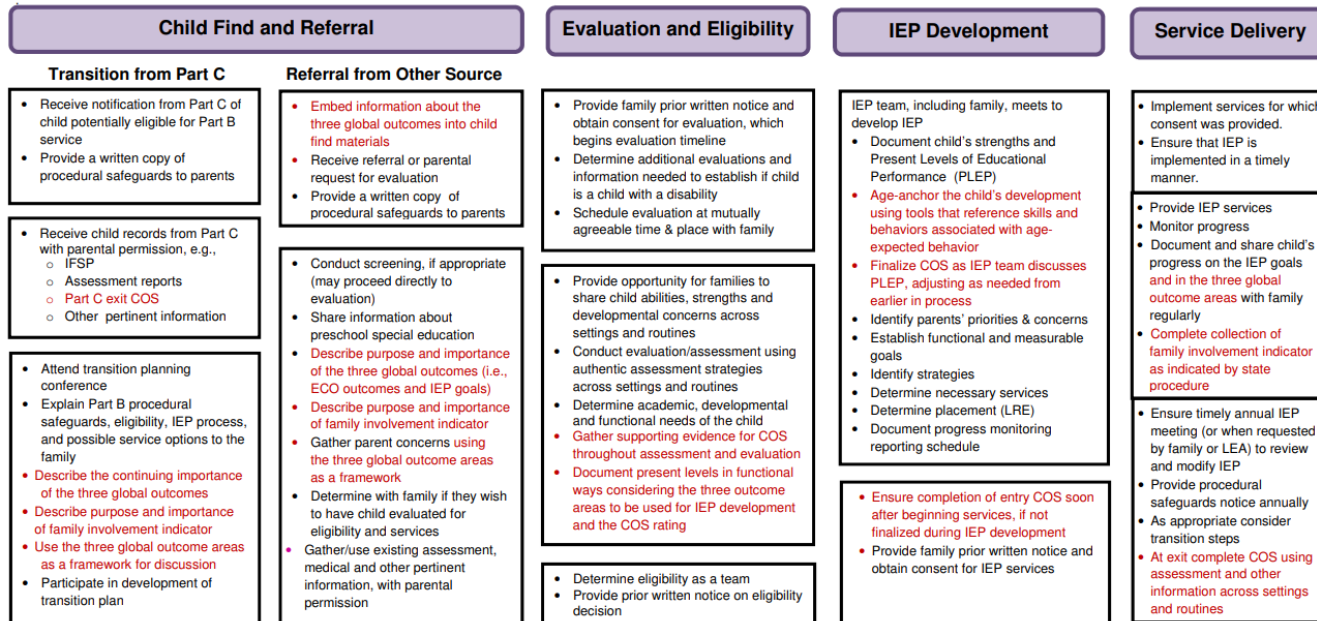 Child Find and Referral
Transition from Part C
• Receive notification from Part C of
child potentially eligible for Part B
service
• Provide a written copy of
procedural safeguards to parents
• Receive child records from Part C
with parental permission, e.g.,
o IFSP
o Assessment reports
o Part C exit COS
o Other pertinent information
• Attend transition planning
conference
• Explain Part B procedural
safeguards, eligibility, IEP process,
and possible service options to the
family
• Describe the continuing importance
of the three global outcomes
• Describe purpose and importance
of family involvement indicator
• Use the three global outcome areas
as a framework for discussion
• Participate in development of
transition plan
Referral from Other Source
• Embed information about the
three global outcomes into child
find materials
• Receive referral or parental
request for evaluation
• Provide a written copy of
procedural safeguards to parents
• Conduct screening, if appropriate
(may proceed directly to
evaluation)
• Share information about
preschool special education
• Describe purpose and importance
of the three global outcomes (i.e.,
ECO outcomes and IEP goals)
• Describe purpose and importance
of family involvement indicator
• Gather parent concerns using
the three global outcome areas
as a framework
• Determine with family if they wish
to have child evaluated for
eligibility and services
• Gather/use existing assessment,
medical and other pertinent
information, with parental
permission
Evaluation and Eligibility
• Provide family prior written notice and
obtain consent for evaluation, which
begins evaluation timeline
• Determine additional evaluations and
information needed to establish if child
is a child with a disability
• Schedule evaluation at mutually
agreeable time & place with family
• Provide opportunity for families to
share child abilities, strengths and
developmental concerns across
settings and routines
• Conduct evaluation/assessment using
authentic assessment strategies
across settings and routines
• Determine academic, developmental
and functional needs of the child
• Gather supporting evidence for COS
throughout assessment and evaluation
• Document present levels in functional
ways considering the three outcome
areas to be used for IEP development
and the COS rating
• Determine eligibility as a team
• Provide prior written notice on eligibility
decision
IEP Development
IEP team, including family, meets to
develop IEP
• Document child's strengths and
Present Levels of Educational
Performance (PLEP)
• Age-anchor the child's development
using tools that reference skills and
behaviors associated with age-
expected behavior
• Finalize COS as IEP team discusses
PLEP, adjusting as needed from
earlier in process
• Identify parents' priorities & concerns
• Establish functional and measurable
goals
• Identify strategies
• Determine necessary services
• Determine placement (LRE)
• Document progress monitoring
reporting schedule
• Ensure completion of entry COS soon
after beginning services, if not
finalized during IEP development
• Provide family prior written notice and
obtain consent for IEP services
Service Delivery
• Implement services for which
consent was provided.
• Ensure that IEP is
implemented in a timely
manner.
• Provide IEP services
• Monitor progress
• Document and share child's
progress on the IEP goals
and in the three global
outcome areas with family
regularly
• Complete collection of
family involvement indicator
as indicated by state
procedure
• Ensure timely annual IEP
meeting (or when requested
by family or LEA) to review
and modify IEP
• Provide procedural
safeguards notice annually
• As appropriate consider
transition steps
• At exit complete COS using
assessment and other
information across settings
and routines